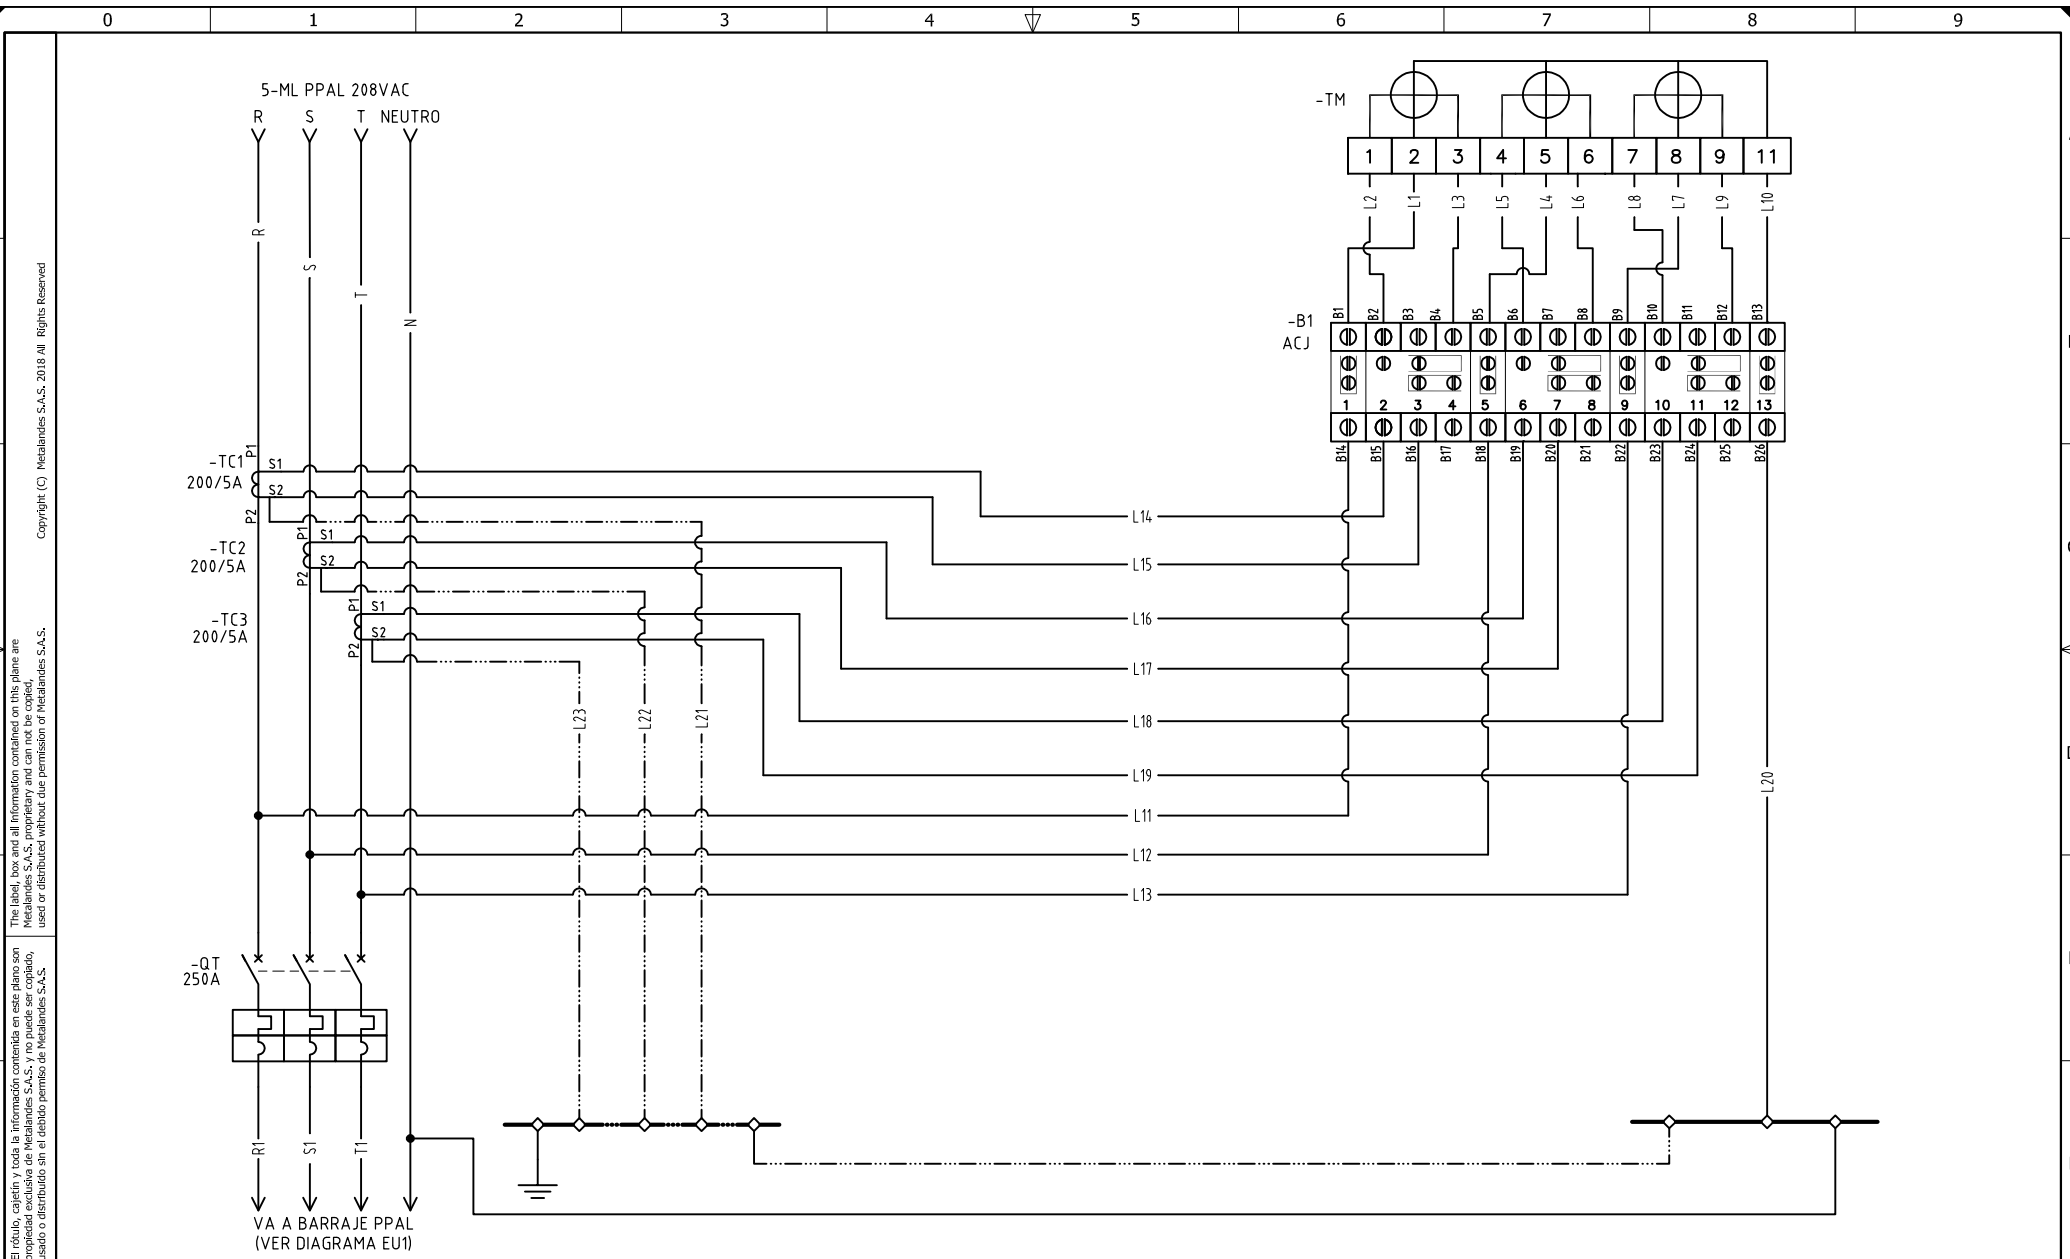 0 1 2 3 4 5 6 7 8 9
5-ML PPAL 208VAC
R S T NEUTRO
R
S
T
N
-TM
1 2 3 4 5 6 7 8 9 11
L2 L1 L3 L5 L4 L6 L8 L7 L9 L10
-B1
ACJ
B1 B2 B3 B4 B5 B6 B7 B8 B9 B10 B11 B12 B13
1 2 3 4 5 6 7 8 9 10 11 12 13
B14 B15 B16 B17 B18 B19 B20 B21 B22 B23 B24 B25 B26
-TC1
200/5A
P1
S1
S2
P2
-TC2
200/5A
P1
S1
S2
P2
-TC3
200/5A
P1
S1
S2
P2
L14
L15
L16
L17
L18
L19
L11
L12
L13
L23 L22 L21
L20
-QT
250A
R1 S1 T1
VA A BARRAJE PPAL
(VER DIAGRAMA EU1)
Copyright (C) Metalandes S.A.S. 2018 All Rights Reserved
The label, box and all information contained on this plane are
Metalandes S.A.S. proprietary and can not be copied,
used or distributed without due permission of Metalandes S.A.S.
El rótulo, cajetín y toda la información contenida en este plano son
propiedad exclusiva de Metalandes S.A.S. y no puede ser copiado,
usado o distribuido sin el debido permiso de Metalandes S.A.S.